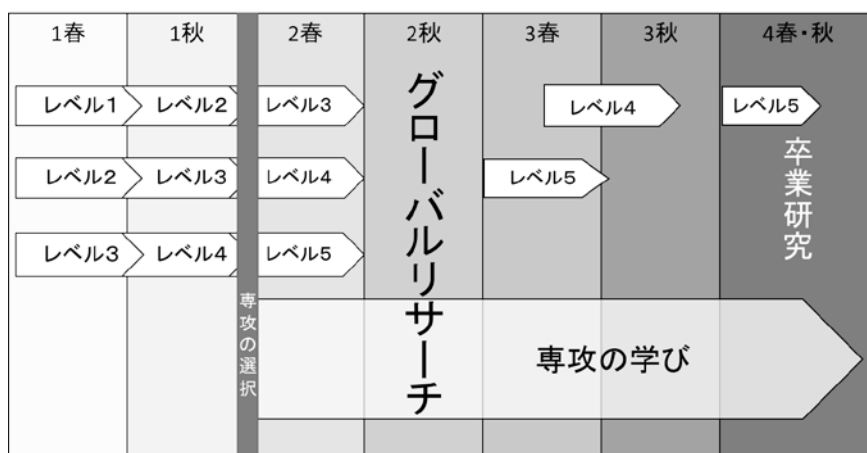 1春
1秋
2春
2秋
3春
3秋
4春・秋
レベル1
レベル2
レベル3
レベル4
レベル5
レベル2
レベル3
レベル4
レベル5
レベル3
レベル4
レベル5
専攻の選択
グローバルリサーチ
卒業研究
専攻の学び